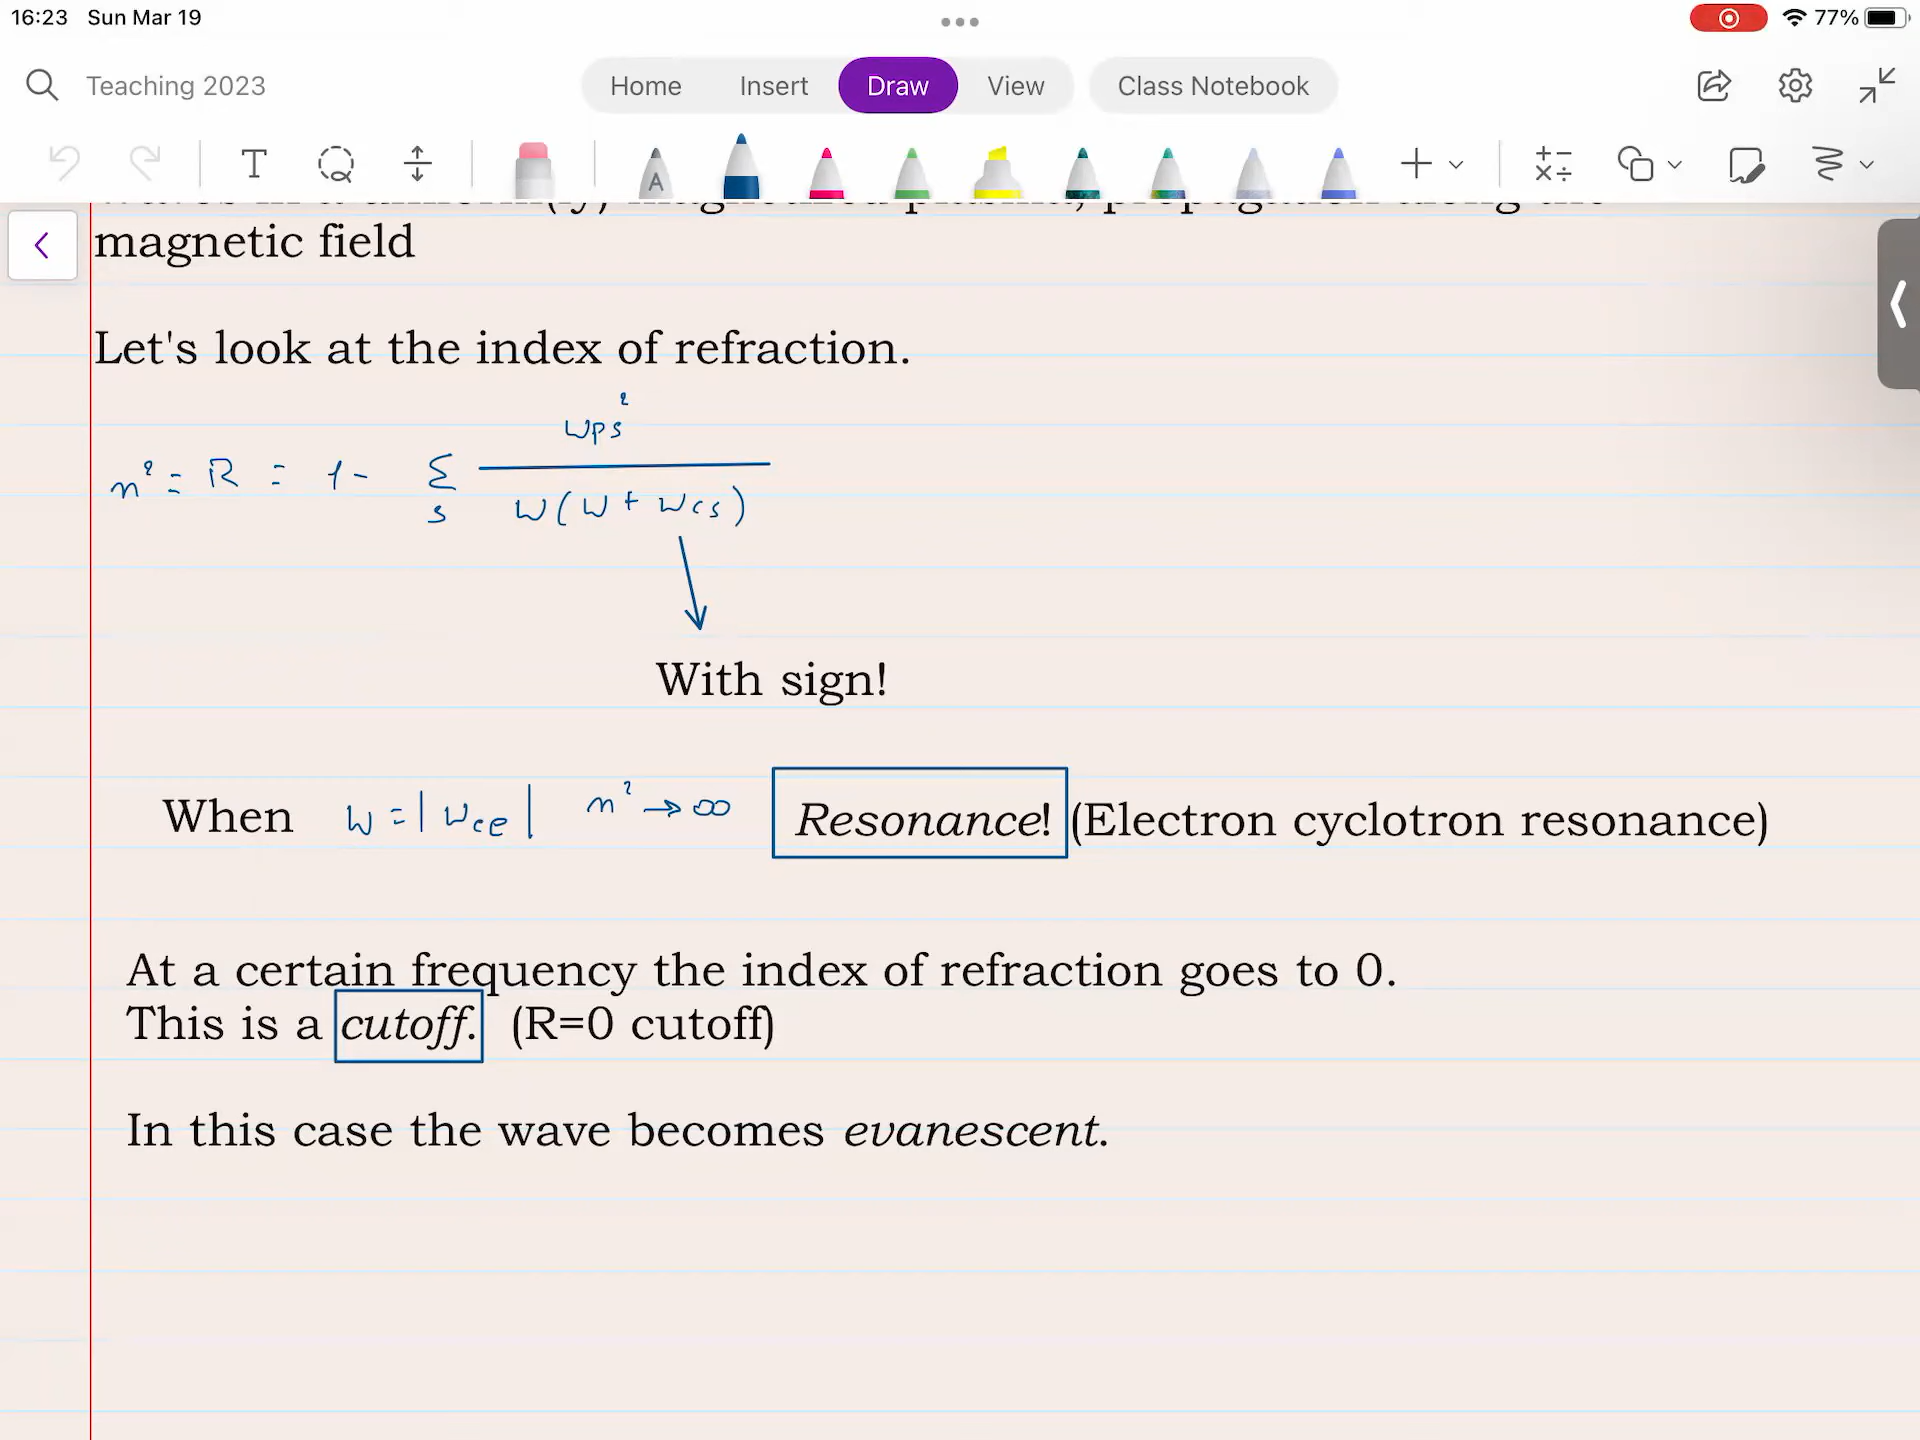 16:23 Sun Mar 19
77%
Teaching 2023
Home Insert Draw View Class Notebook
T
A
magnetic field
Let's look at the index of refraction.
n² = R = 1 - Σ_s ωps² / ω(ω + ωcs)
With sign!
When ω = |ωce| n² → ∞ Resonance! (Electron cyclotron resonance)
At a certain frequency the index of refraction goes to 0.
This is a cutoff. (R=0 cutoff)
In this case the wave becomes evanescent.